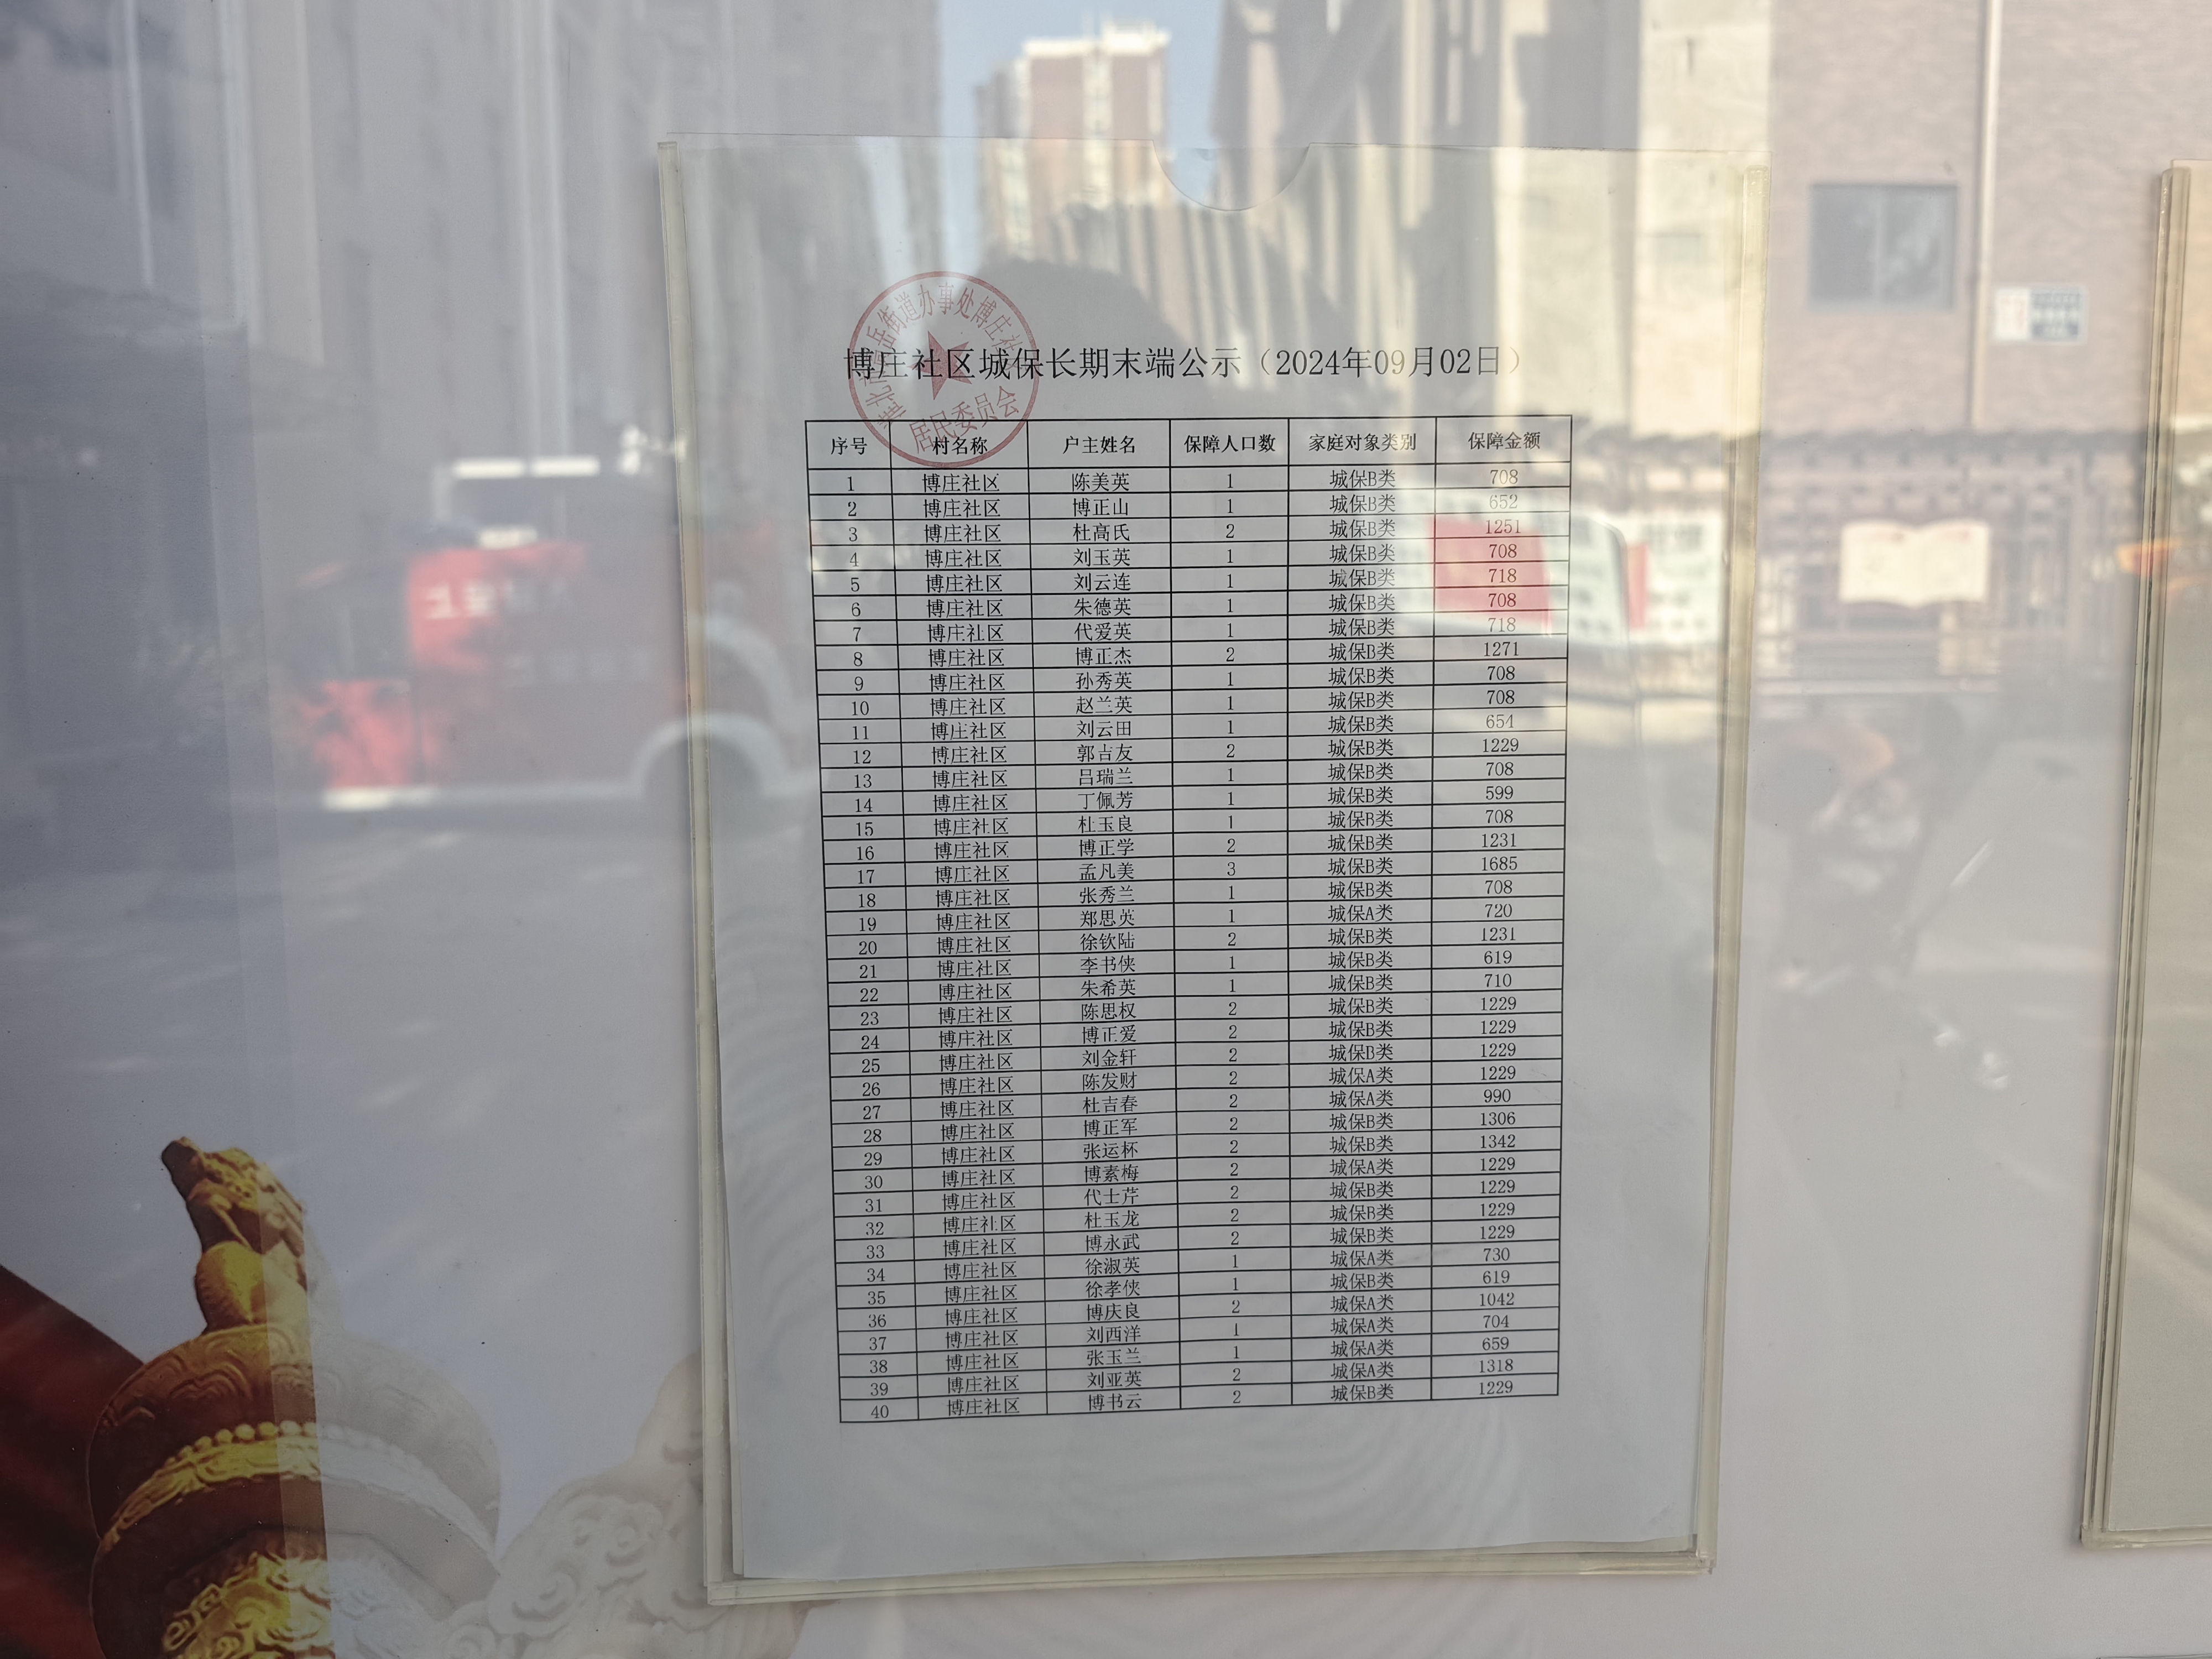 博庄社区城保长期末端公示（2024年09月02日）
街道办事处博庄社
居民委员会
序号 村名称 户主姓名 保障人口数 家庭对象类别 保障金额
1 博庄社区 陈美英 1 城保B类 708
2 博庄社区 博正山 1 城保B类 652
3 博庄社区 杜高氏 2 城保B类 1251
4 博庄社区 刘玉英 1 城保B类 708
5 博庄社区 刘云连 1 城保B类 718
6 博庄社区 朱德英 1 城保B类 708
7 博庄社区 代爱英 1 城保B类 718
8 博庄社区 博正杰 2 城保B类 1271
9 博庄社区 孙秀英 1 城保B类 708
10 博庄社区 赵兰英 1 城保B类 708
11 博庄社区 刘云田 1 城保B类 654
12 博庄社区 郭吉友 2 城保B类 1229
13 博庄社区 吕瑞兰 1 城保B类 708
14 博庄社区 丁佩芳 1 城保B类 599
15 博庄社区 杜玉良 1 城保B类 708
16 博庄社区 博正学 2 城保B类 1231
17 博庄社区 孟凡美 3 城保B类 1685
18 博庄社区 张秀兰 1 城保B类 708
19 博庄社区 郑思英 1 城保A类 720
20 博庄社区 徐钦陆 2 城保B类 1231
21 博庄社区 李书侠 1 城保B类 619
22 博庄社区 朱希英 1 城保B类 710
23 博庄社区 陈思权 2 城保B类 1229
24 博庄社区 博正爱 2 城保B类 1229
25 博庄社区 刘金轩 2 城保B类 1229
26 博庄社区 陈发财 2 城保A类 1229
27 博庄社区 杜吉春 2 城保A类 990
28 博庄社区 博正军 2 城保B类 1306
29 博庄社区 张运杯 2 城保B类 1342
30 博庄社区 博素梅 2 城保A类 1229
31 博庄社区 代士芹 2 城保B类 1229
32 博庄社区 杜玉龙 2 城保B类 1229
33 博庄社区 博永武 2 城保B类 1229
34 博庄社区 徐淑英 1 城保A类 730
35 博庄社区 徐孝侠 1 城保B类 619
36 博庄社区 博庆良 2 城保A类 1042
37 博庄社区 刘西洋 1 城保A类 704
38 博庄社区 张玉兰 1 城保A类 659
39 博庄社区 刘亚英 2 城保A类 1318
40 博庄社区 博书云 2 城保B类 1229